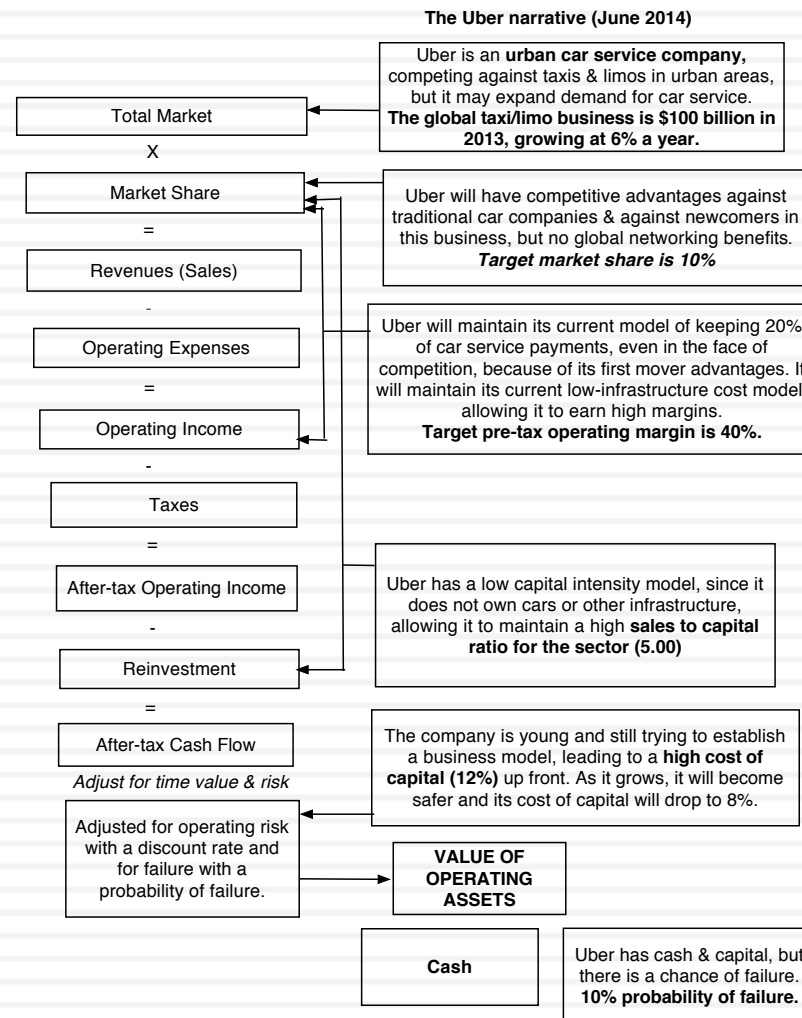 The Uber narrative (June 2014)
Uber is an urban car service company,
competing against taxis & limos in urban areas,
but it may expand demand for car service.
The global taxi/limo business is $100 billion in
2013, growing at 6% a year.
Total Market
X
Market Share
Uber will have competitive advantages against
traditional car companies & against newcomers in
this business, but no global networking benefits.
Target market share is 10%
=
Revenues (Sales)
-
Operating Expenses
=
Operating Income
Uber will maintain its current model of keeping 20%
of car service payments, even in the face of
competition, because of its first mover advantages. It
will maintain its current low-infrastructure cost model
allowing it to earn high margins.
Target pre-tax operating margin is 40%.
-
Taxes
=
After-tax Operating Income
Uber has a low capital intensity model, since it
does not own cars or other infrastructure,
allowing it to maintain a high sales to capital
ratio for the sector (5.00)
-
Reinvestment
=
After-tax Cash Flow
The company is young and still trying to establish
a business model, leading to a high cost of
capital (12%) up front. As it grows, it will become
safer and its cost of capital will drop to 8%.
Adjust for time value & risk
Adjusted for operating risk
with a discount rate and
for failure with a
probability of failure.
VALUE OF
OPERATING
ASSETS
Cash
Uber has cash & capital, but
there is a chance of failure.
10% probability of failure.